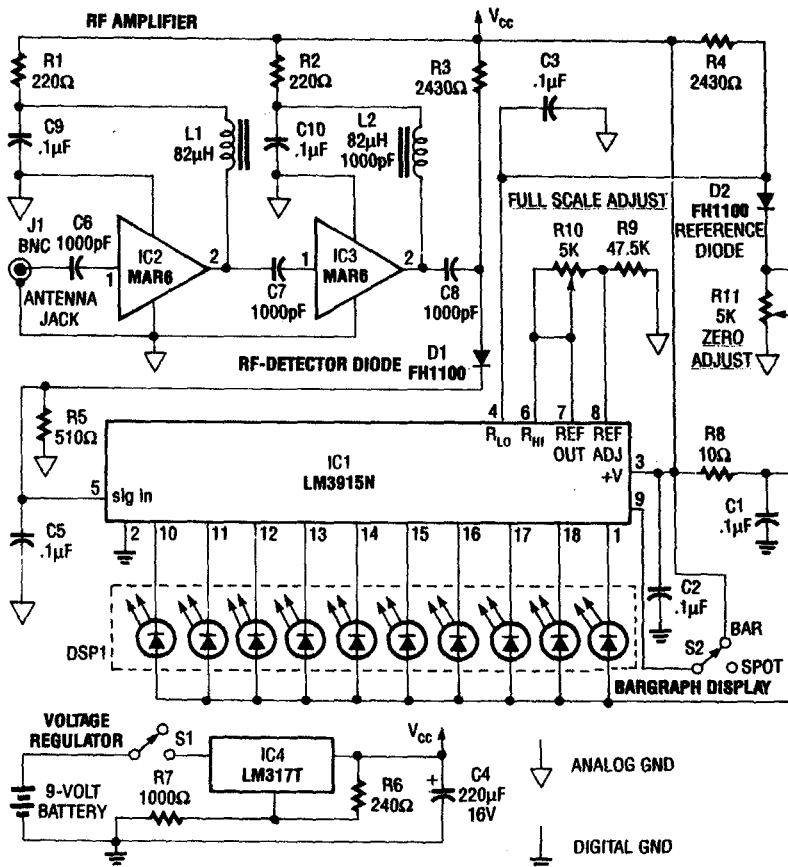 RF AMPLIFIER
VCC
R1
220Ω
R2
220Ω
R3
2430Ω
C3
.1µF
R4
2430Ω
C9
.1µF
L1
82µH
C10
.1µF
L2
82µH
1000pF
J1
BNC
C6
1000pF
1
IC2
MAR6
2
C7
1000pF
1
IC3
MAR6
2
C8
1000pF
FULL SCALE ADJUST
R10
5K
R9
47.5K
D2
FH1100
REFERENCE
DIODE
R11
5K
ZERO
ADJUST
ANTENNA
JACK
RF-DETECTOR DIODE
D1
FH1100
R5
510Ω
4
6
7
8
RLO
RHI
REF
OUT
REF
ADJ
+V
3
9
R8
10Ω
IC1
LM3915N
5
sig in
C5
.1µF
2
10
11
12
13
14
15
16
17
18
1
C1
.1µF
C2
.1µF
DSP1
S2
BAR
SPOT
BARGRAPH DISPLAY
VOLTAGE
REGULATOR
S1
IC4
LM317T
VCC
9-VOLT
BATTERY
R7
1000Ω
R6
240Ω
+
C4
220µF
16V
ANALOG GND
DIGITAL GND